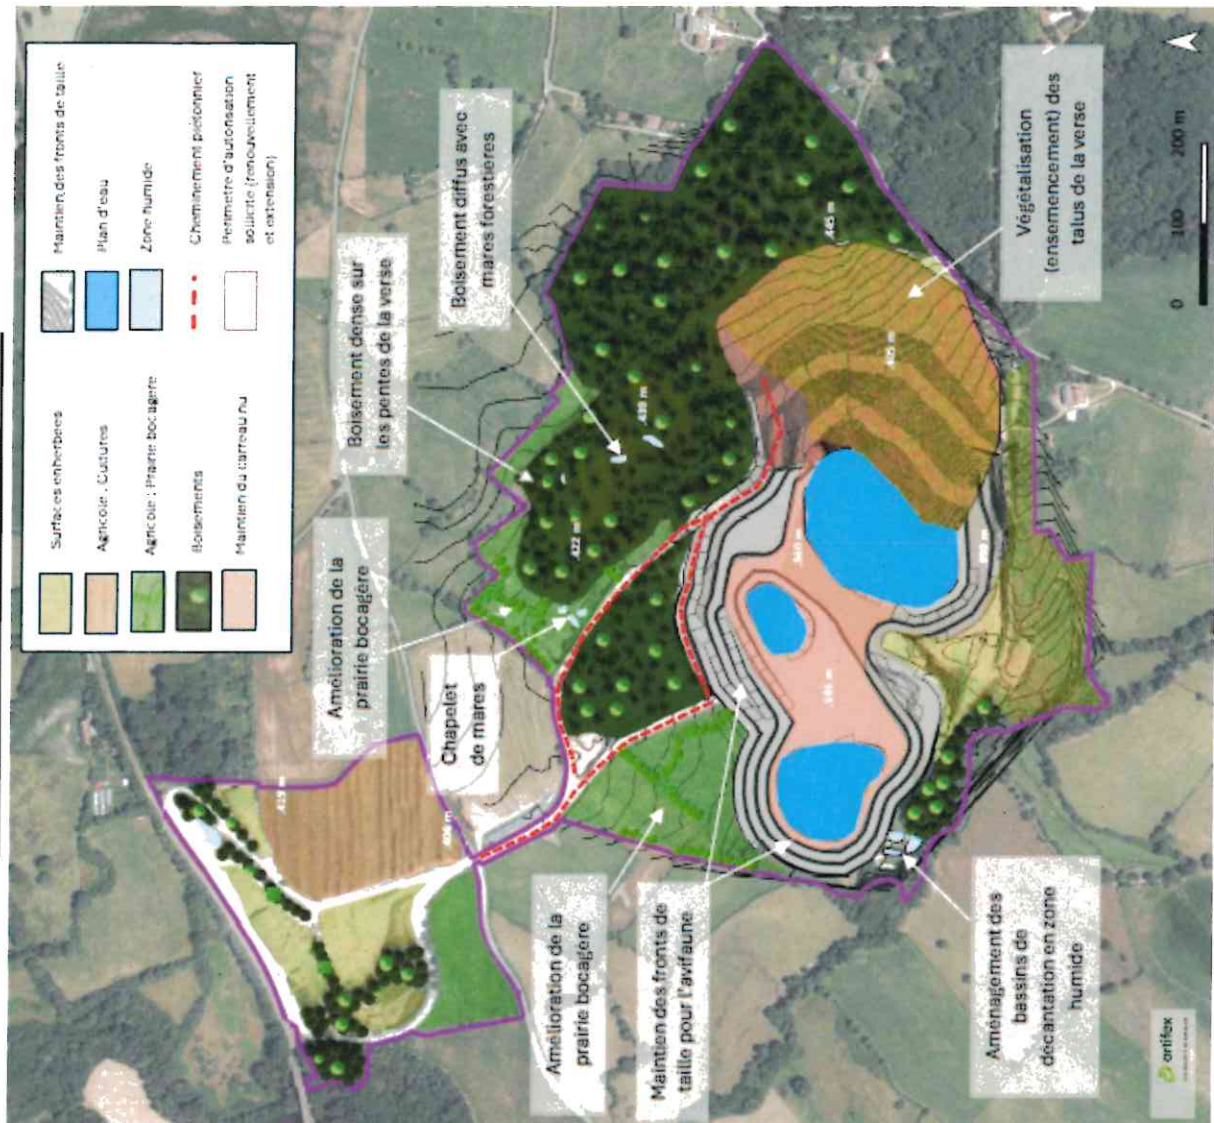 Surfaces enherbées
Agricole : Cultures
Agricole : Prairie bocagère
Boisements
Maintien du carreau nu
Maintien des fronts de taille
Plan d'eau
Zone humide
Cheminement piétonnier
Périmètre d'autorisation
sollicité (renouvellement
et extension)
Amélioration de la
prairie bocagère
Boisement dense sur
les pentes de la verse
Boisement diffus avec
mares forestières
Chapelet
de mares
Végétalisation
(ensemencement) des
talus de la verse
Amélioration de la
prairie bocagère
Maintien des fronts de
taille pour l'avifaune
Aménagement des
bassins de
décantation en zone
humide
422 m
439 m
0 100 200 m
artifex